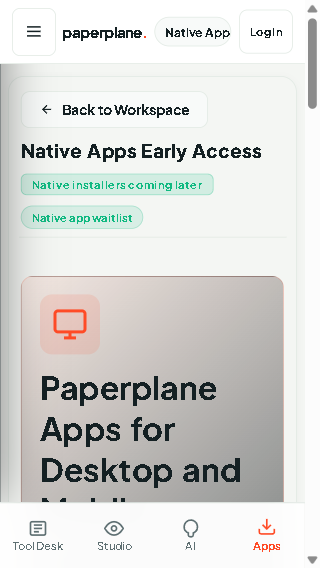 paperplane.
Native App
Login
Back to Workspace
Native Apps Early Access
Native installers coming later
Native app waitlist
Paperplane
Apps for
Desktop and
Tool Desk
Studio
AI
Apps